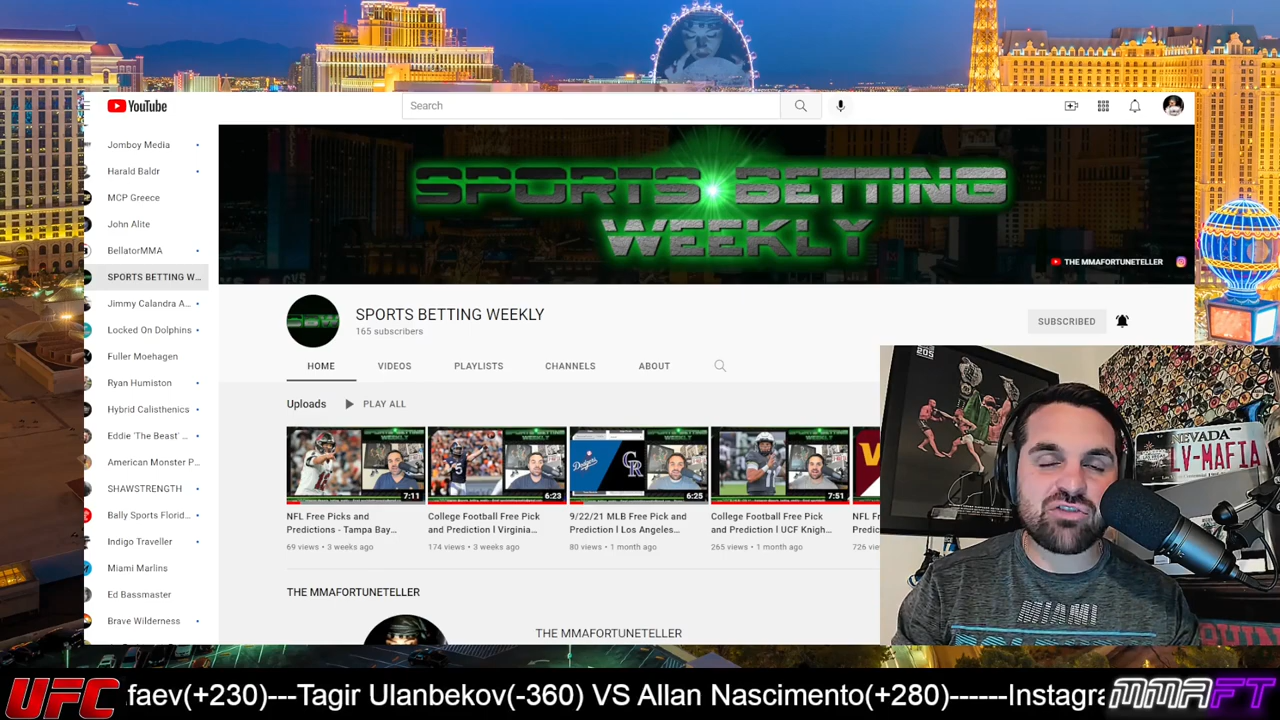 YouTube
Search
Jomboy Media
Harald Baldr
MCP Greece
John Alite
BellatorMMA
SPORTS BETTING W...
Jimmy Calandra A...
Locked On Dolphins
Fuller Moehagen
Ryan Humiston
Hybrid Calisthenics
Eddie 'The Beast' ...
American Monster P...
SHAWSTRENGTH
Bally Sports Florid...
Indigo Traveller
Miami Marlins
Ed Bassmaster
Brave Wilderness
SPORTS BETTING
WEEKLY
THE MMAFORTUNETELLER
SBW
SPORTS BETTING WEEKLY
165 subscribers
SUBSCRIBED
HOME
VIDEOS
PLAYLISTS
CHANNELS
ABOUT
Uploads
PLAY ALL
7:11
6:23
6:25
7:51
NFL Free Picks and
Predictions - Tampa Bay...
69 views • 3 weeks ago
College Football Free Pick
and Prediction l Virginia...
174 views • 3 weeks ago
9/22/21 MLB Free Pick and
Prediction l Los Angeles...
80 views • 1 month ago
College Football Free Pick
and Prediction l UCF Knigh...
265 views • 1 month ago
NFL F
Predi
726 vie
THE MMAFORTUNETELLER
THE MMAFORTUNETELLER
NEVADA
LV-MAFIA
MIAMI
UFC
faev(+230)---Tagir Ulanbekov(-360) VS Allan Nascimento(+280)------Instagra
MMAFT